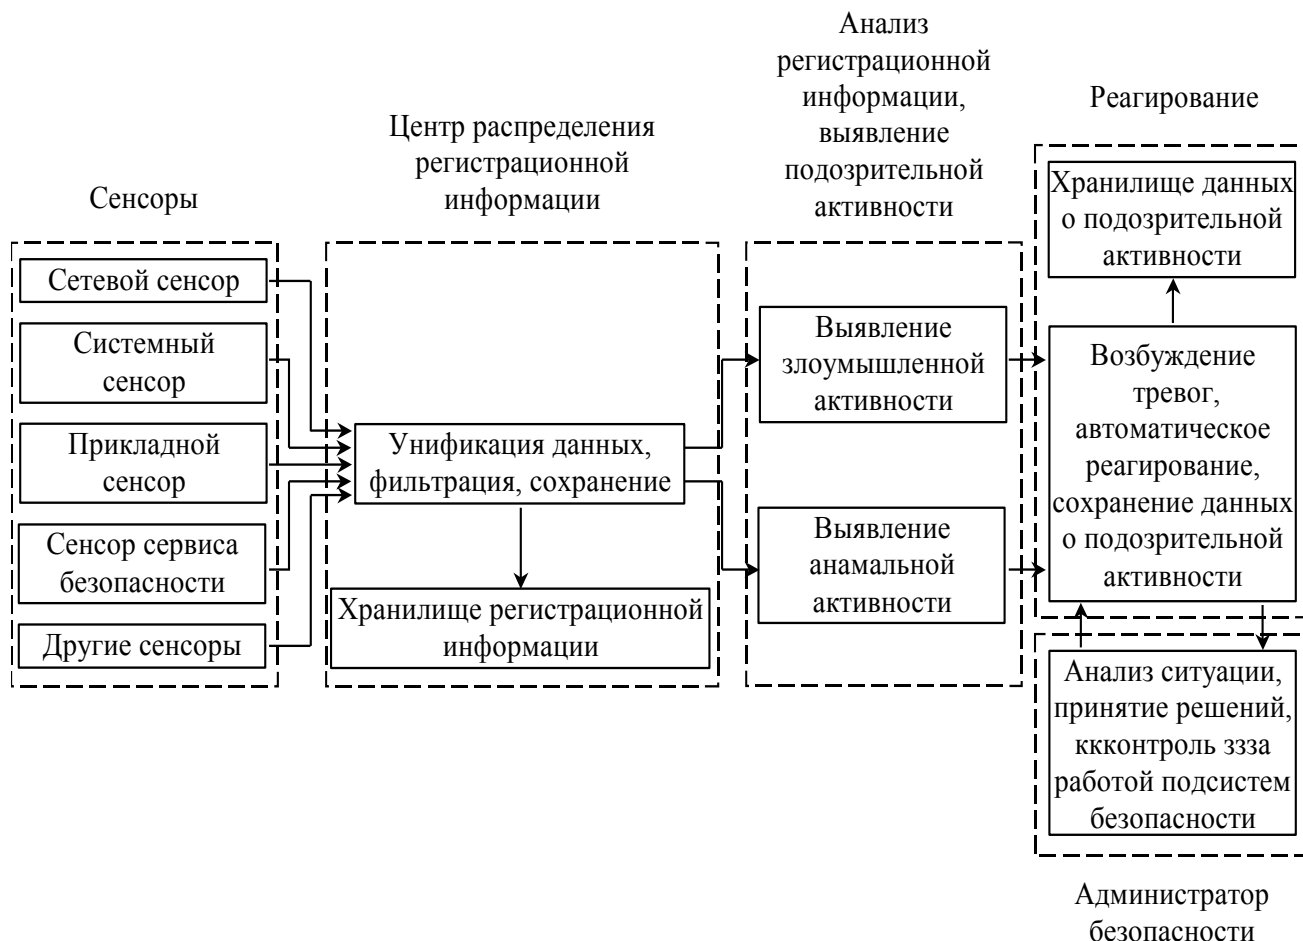 Сенсоры
Сетевой сенсор
Системный
сенсор
Прикладной
сенсор
Сенсор сервиса
безопасности
Другие сенсоры
Центр распределения
регистрационной
информации
Унификация данных,
фильтрация, сохранение
Хранилище регистрационной
информации
Анализ
регистрационной
информации,
выявление
подозрительной
активности
Выявление
злоумышленной
активности
Выявление
анамальной
активности
Реагирование
Хранилище данных
о подозрительной
активности
Возбуждение
тревог,
автоматическое
реагирование,
сохранение данных
о подозрительной
активности
Анализ ситуации,
принятие решений,
ккконтроль ззза
работой подсистем
безопасности
Администратор
безопасности